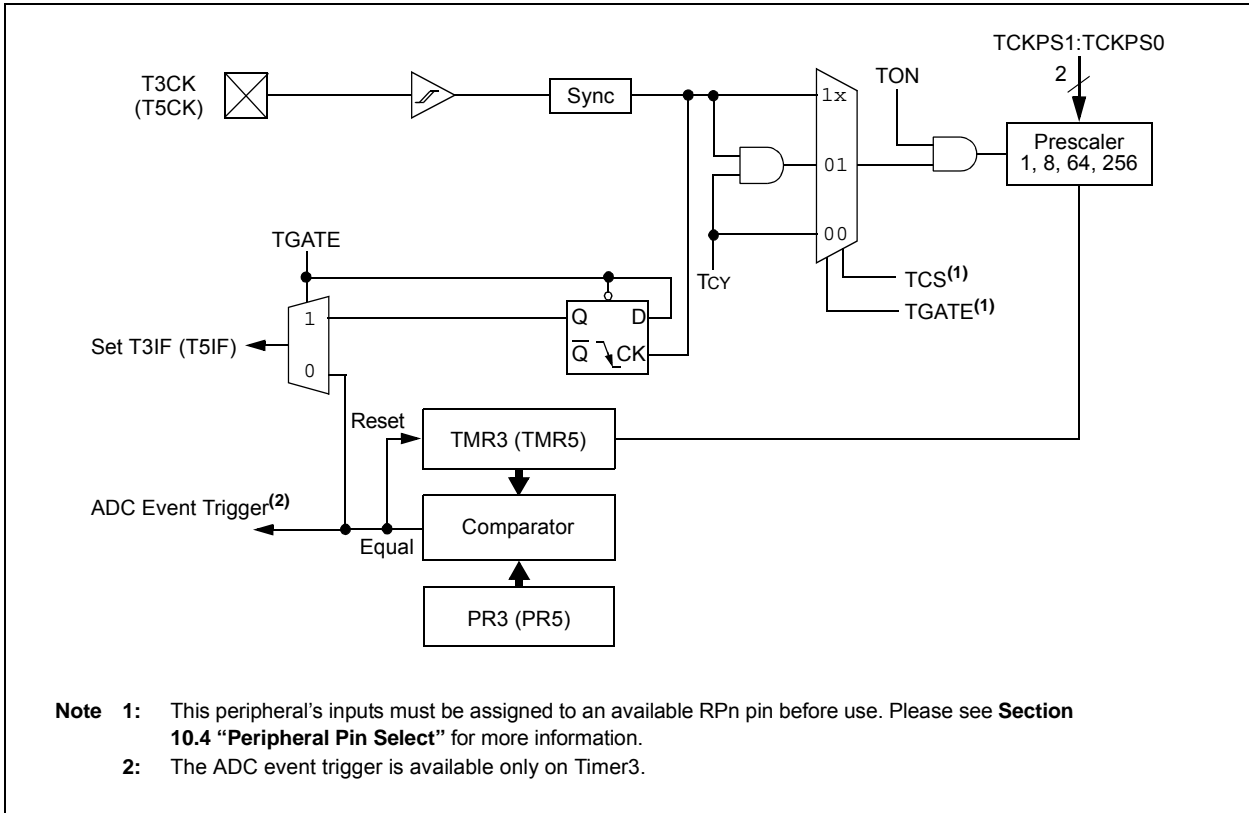 TCKPS1:TCKPS0
2
T3CK
(T5CK)
Sync
TON
1x
01
00
Prescaler
1, 8, 64, 256
TGATE
TCY
TCS(1)
TGATE(1)
1
0
Q D
Q CK
Set T3IF (T5IF)
Reset
TMR3 (TMR5)
ADC Event Trigger(2)
Equal
Comparator
PR3 (PR5)
Note 1: This peripheral’s inputs must be assigned to an available RPn pin before use. Please see Section
10.4 “Peripheral Pin Select” for more information.
2: The ADC event trigger is available only on Timer3.